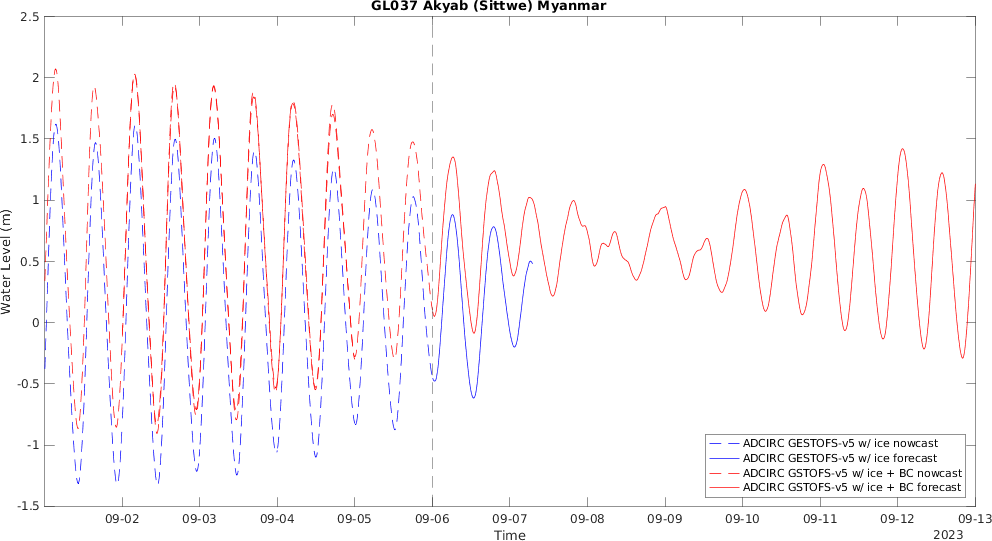 GL037 Akyab (Sittwe) Myanmar
2.5
2
1.5
1
0.5
0
-0.5
-1
-1.5
Water Level (m)
09-02 09-03 09-04 09-05 09-06 09-07 09-08 09-09 09-10 09-11 09-12 09-13
Time
2023
ADCIRC GESTOFS-v5 w/ ice nowcast
ADCIRC GESTOFS-v5 w/ ice forecast
ADCIRC GSTOFS-v5 w/ ice + BC nowcast
ADCIRC GSTOFS-v5 w/ ice + BC forecast